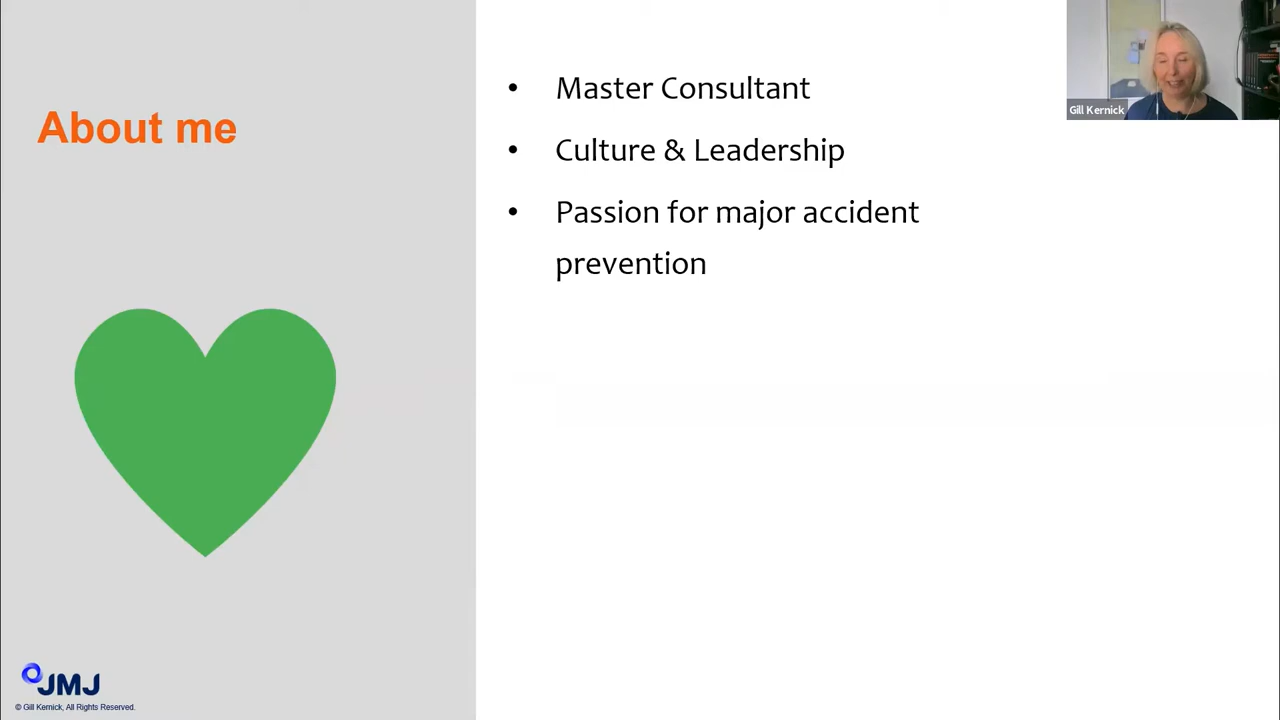 About me
• Master Consultant
• Culture & Leadership
• Passion for major accident
prevention
Gill Kernick
JMJ
© Gill Kernick, All Rights Reserved.